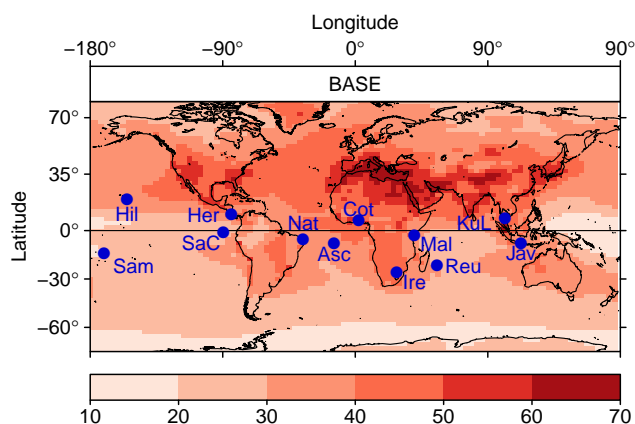 Longitude
−180° −90° 0° 90° 90°
BASE
Latitude
70°
35°
0°
−30°
−60°
Hil
Her
Cot
KuL
SaC
Nat
Sam
Asc
Mal
Jav
Reu
Ire
10 20 30 40 50 60 70